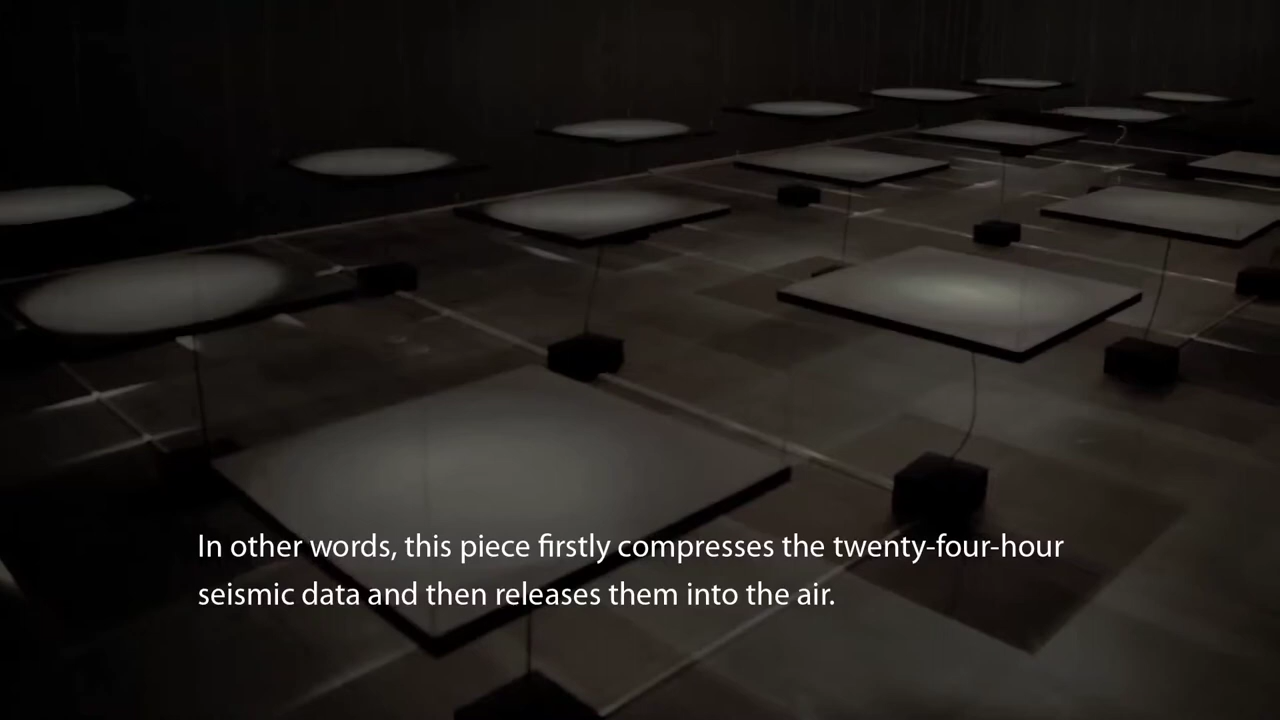 In other words, this piece firstly compresses the twenty-four-hour
seismic data and then releases them into the air.